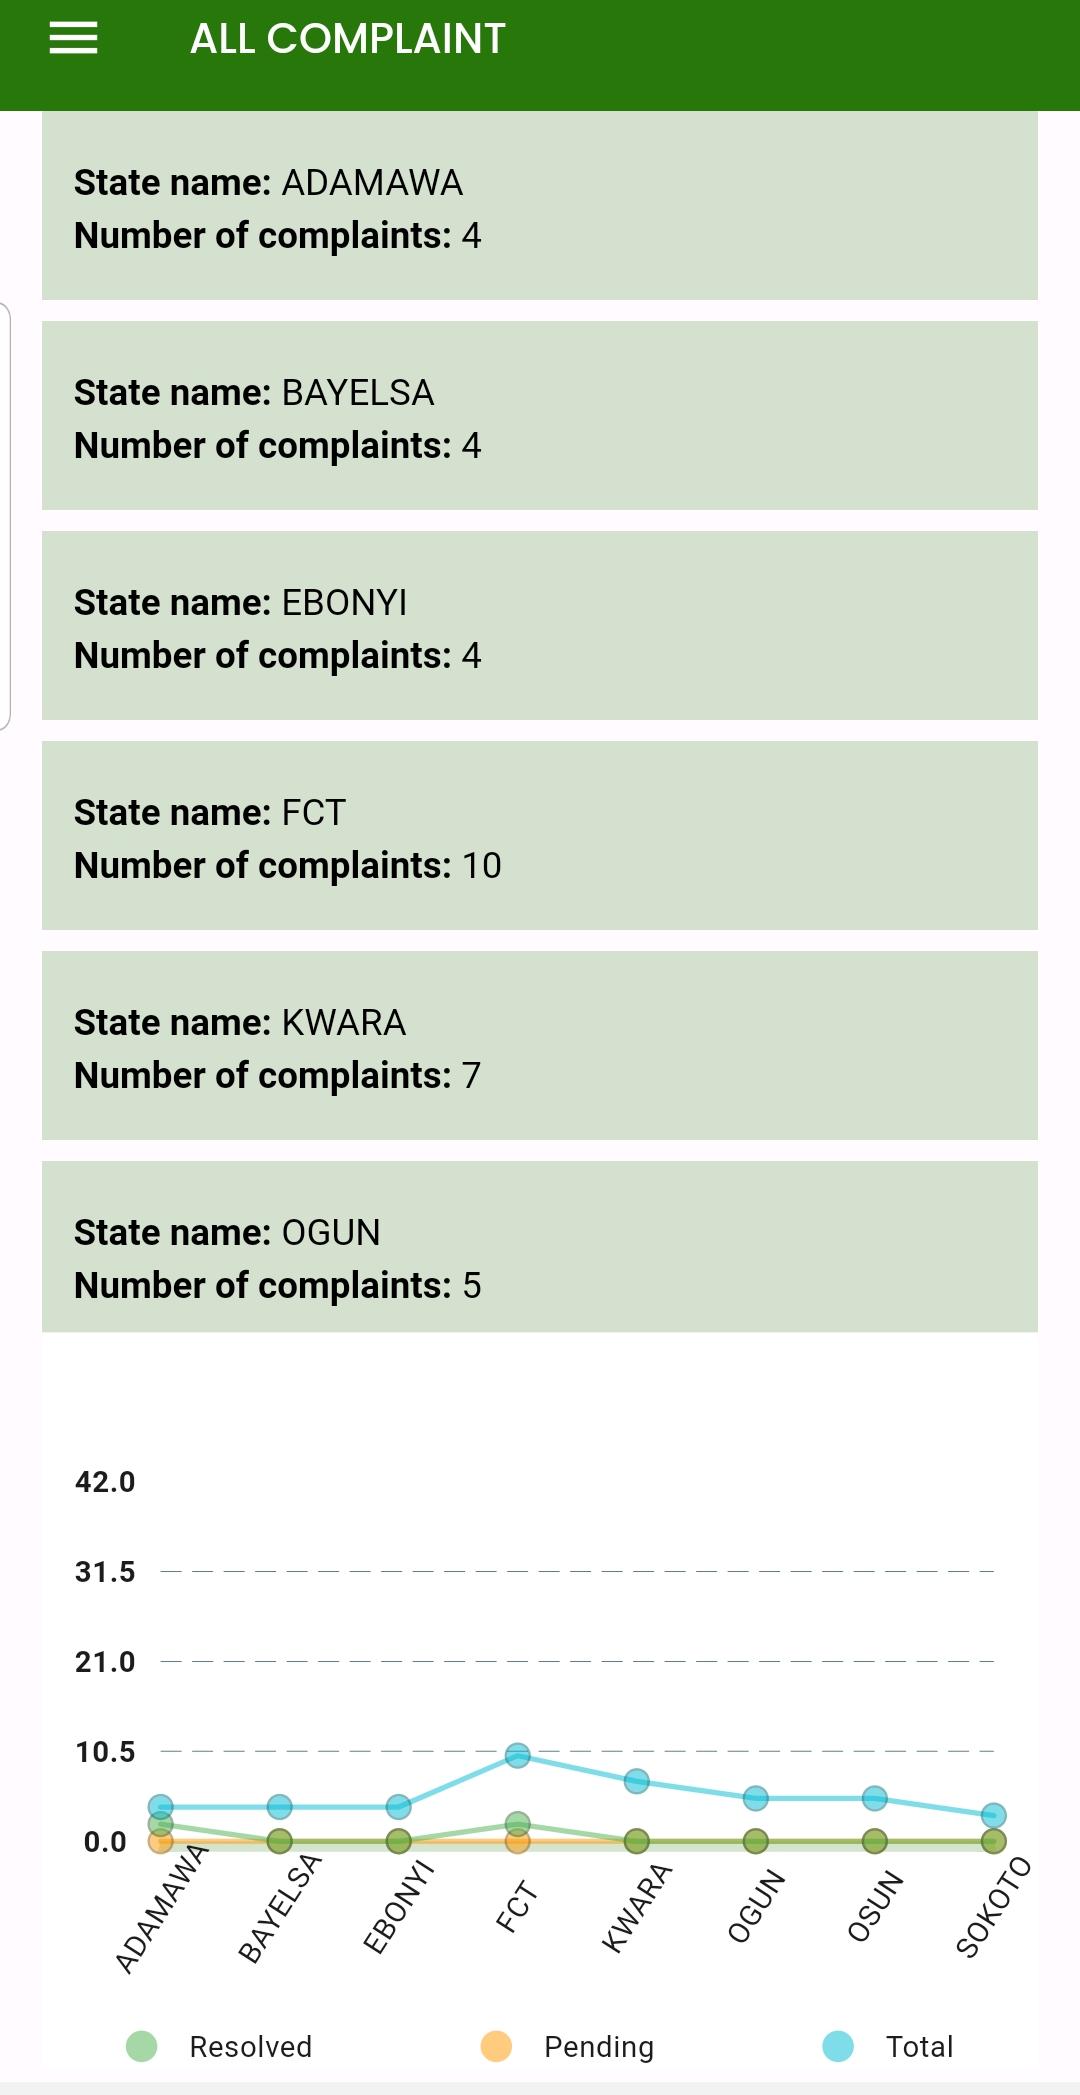 ALL COMPLAINT
State name: ADAMAWA
Number of complaints: 4
State name: BAYELSA
Number of complaints: 4
State name: EBONYI
Number of complaints: 4
State name: FCT
Number of complaints: 10
State name: KWARA
Number of complaints: 7
State name: OGUN
Number of complaints: 5
42.0
31.5
21.0
10.5
0.0
ADAMAWA BAYELSA EBONYI FCT KWARA OGUN OSUN SOKOTO
Resolved Pending Total